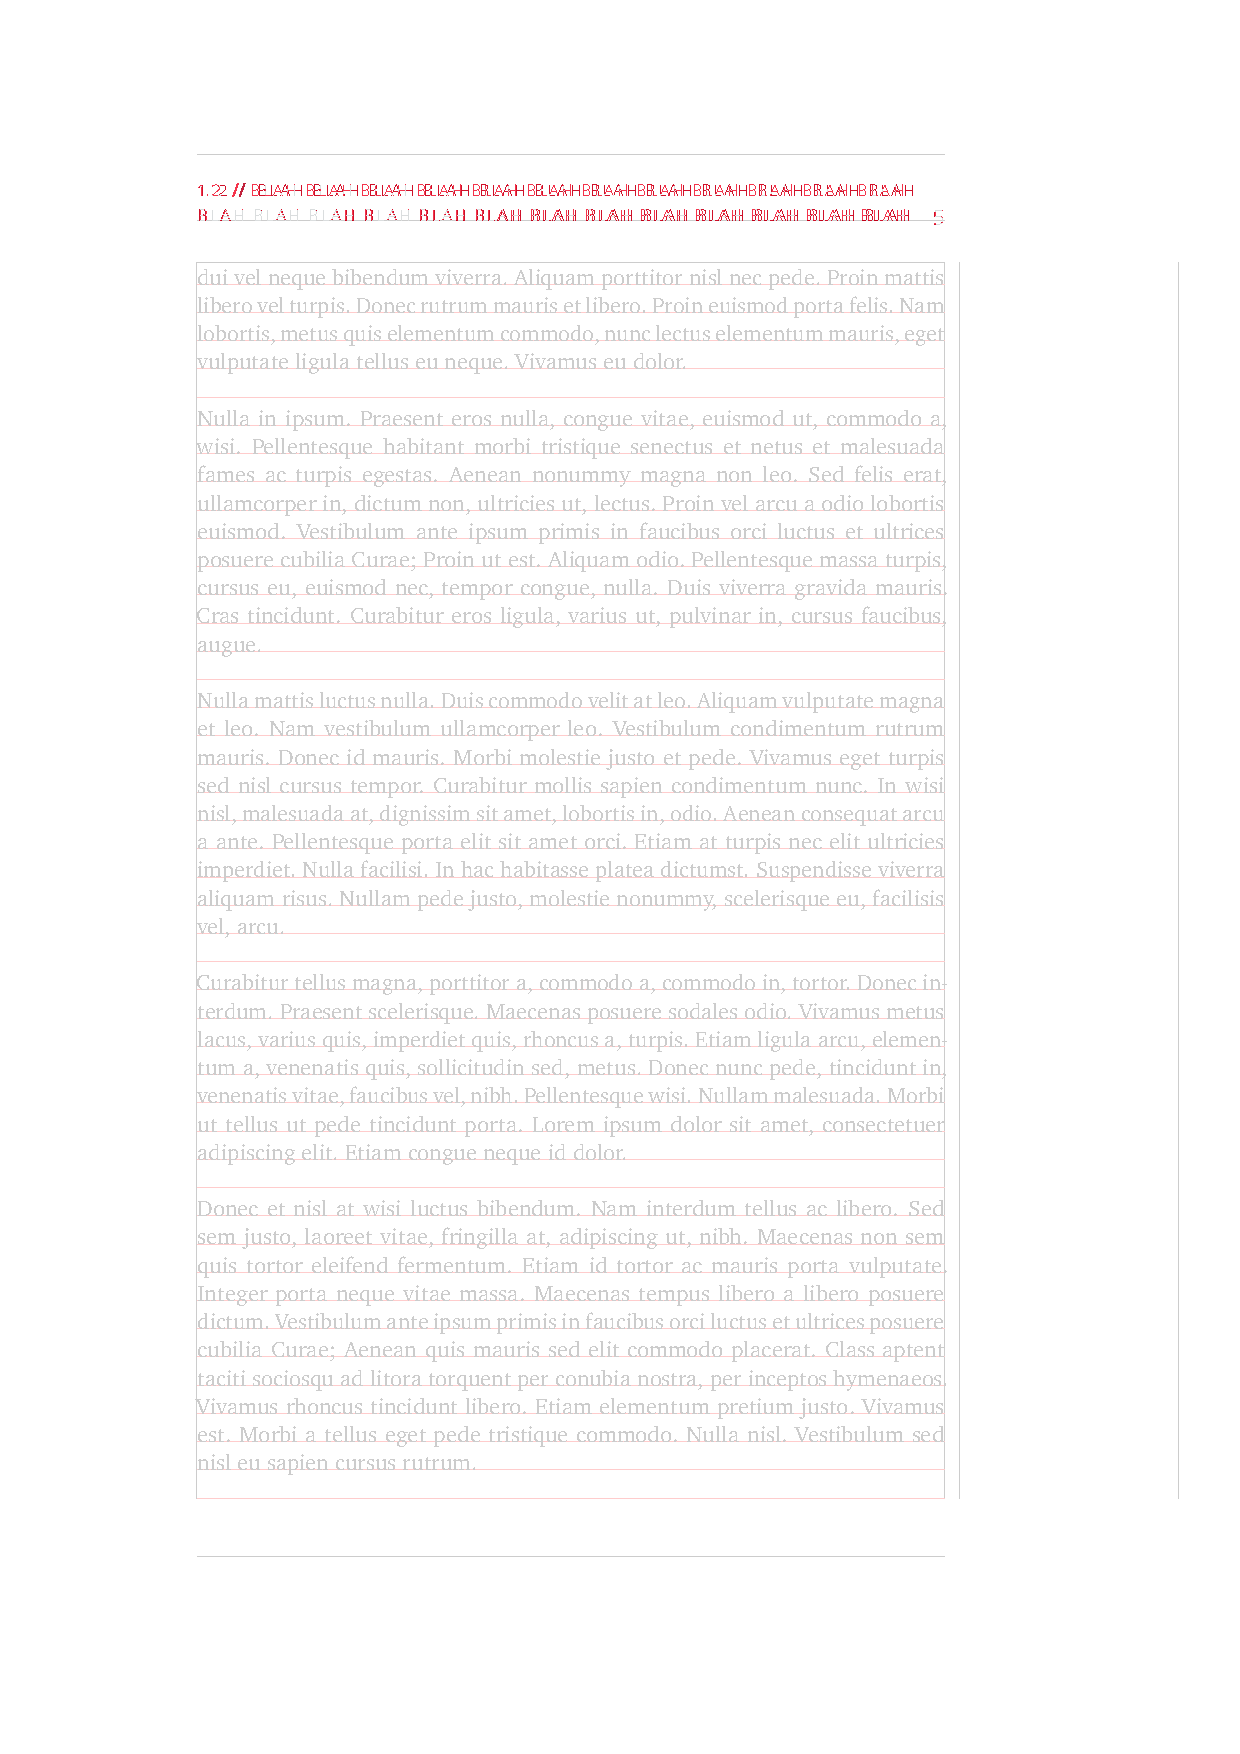 1.22 // BLAH BLAH BLAH BLAH BLAH BLAH BLAH BLAH BLAH BLAH BLAH BLAH
BLAH BLAH BLAH BLAH BLAH BLAH BLAH BLAH BLAH BLAH BLAH BLAH BLAH 5
dui vel neque bibendum viverra. Aliquam porttitor nisl nec pede. Proin mattis
libero vel turpis. Donec rutrum mauris et libero. Proin euismod porta felis. Nam
lobortis, metus quis elementum commodo, nunc lectus elementum mauris, eget
vulputate ligula tellus eu neque. Vivamus eu dolor.
Nulla in ipsum. Praesent eros nulla, congue vitae, euismod ut, commodo a,
wisi. Pellentesque habitant morbi tristique senectus et netus et malesuada
fames ac turpis egestas. Aenean nonummy magna non leo. Sed felis erat,
ullamcorper in, dictum non, ultricies ut, lectus. Proin vel arcu a odio lobortis
euismod. Vestibulum ante ipsum primis in faucibus orci luctus et ultrices
posuere cubilia Curae; Proin ut est. Aliquam odio. Pellentesque massa turpis,
cursus eu, euismod nec, tempor congue, nulla. Duis viverra gravida mauris.
Cras tincidunt. Curabitur eros ligula, varius ut, pulvinar in, cursus faucibus,
augue.
Nulla mattis luctus nulla. Duis commodo velit at leo. Aliquam vulputate magna
et leo. Nam vestibulum ullamcorper leo. Vestibulum condimentum rutrum
mauris. Donec id mauris. Morbi molestie justo et pede. Vivamus eget turpis
sed nisl cursus tempor. Curabitur mollis sapien condimentum nunc. In wisi
nisl, malesuada at, dignissim sit amet, lobortis in, odio. Aenean consequat arcu
a ante. Pellentesque porta elit sit amet orci. Etiam at turpis nec elit ultricies
imperdiet. Nulla facilisi. In hac habitasse platea dictumst. Suspendisse viverra
aliquam risus. Nullam pede justo, molestie nonummy, scelerisque eu, facilisis
vel, arcu.
Curabitur tellus magna, porttitor a, commodo a, commodo in, tortor. Donec in-
terdum. Praesent scelerisque. Maecenas posuere sodales odio. Vivamus metus
lacus, varius quis, imperdiet quis, rhoncus a, turpis. Etiam ligula arcu, elemen-
tum a, venenatis quis, sollicitudin sed, metus. Donec nunc pede, tincidunt in,
venenatis vitae, faucibus vel, nibh. Pellentesque wisi. Nullam malesuada. Morbi
ut tellus ut pede tincidunt porta. Lorem ipsum dolor sit amet, consectetuer
adipiscing elit. Etiam congue neque id dolor.
Donec et nisl at wisi luctus bibendum. Nam interdum tellus ac libero. Sed
sem justo, laoreet vitae, fringilla at, adipiscing ut, nibh. Maecenas non sem
quis tortor eleifend fermentum. Etiam id tortor ac mauris porta vulputate.
Integer porta neque vitae massa. Maecenas tempus libero a libero posuere
dictum. Vestibulum ante ipsum primis in faucibus orci luctus et ultrices posuere
cubilia Curae; Aenean quis mauris sed elit commodo placerat. Class aptent
taciti sociosqu ad litora torquent per conubia nostra, per inceptos hymenaeos.
Vivamus rhoncus tincidunt libero. Etiam elementum pretium justo. Vivamus
est. Morbi a tellus eget pede tristique commodo. Nulla nisl. Vestibulum sed
nisl eu sapien cursus rutrum.